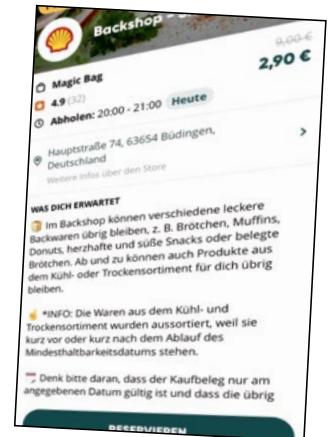 Backshop
9,00 €
2,90 €
Magic Bag
4.9 (32)
Abholen: 20:00 - 21:00 Heute
Hauptstraße 74, 63654 Büdingen,
Deutschland
Weitere Infos über den Store
WAS DICH ERWARTET
Im Backshop können verschiedene leckere
Backwaren übrig bleiben, z. B. Brötchen, Muffins,
Donuts, herzhafte und süße Snacks oder belegte
Brötchen. Ab und zu können auch Produkte aus
dem Kühl- oder Trockensortiment für dich übrig
bleiben.
*INFO: Die Waren aus dem Kühl- und
Trockensortiment wurden aussortiert, weil sie
kurz vor oder kurz nach dem Ablauf des
Mindesthaltbarkeitsdatums stehen.
Denk bitte daran, dass der Kaufbeleg nur am
angegebenen Datum gültig ist und dass die übrig
RESERVIEREN